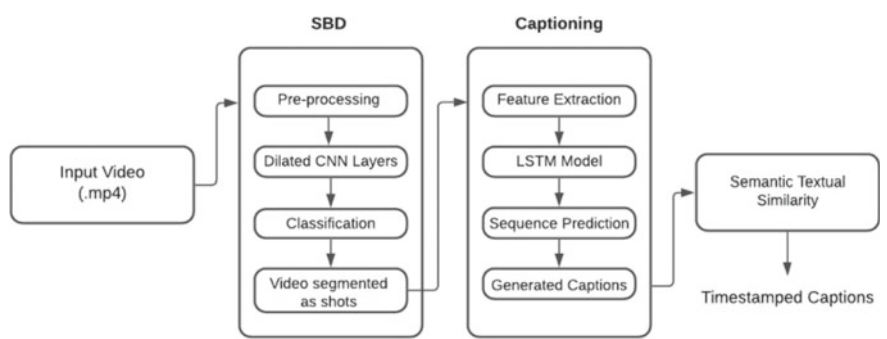 SBD
Captioning
Input Video
(.mp4)
Pre-processing
Dilated CNN Layers
Classification
Video segmented
as shots
Feature Extraction
LSTM Model
Sequence Prediction
Generated Captions
Semantic Textual
Similarity
Timestamped Captions